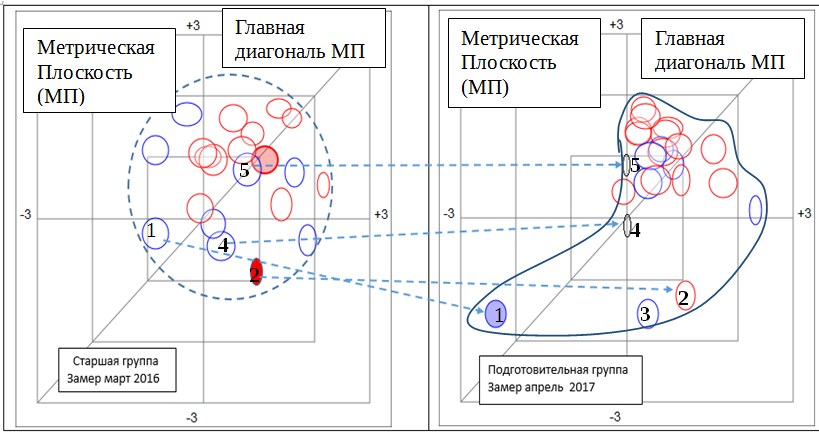 +3
Метрическая
Плоскость
(МП)
Главная
диагональ МП
5
1
4
2
-3
+3
Старшая группа
Замер март 2016
-3
+3
Метрическая
Плоскость
(МП)
Главная
диагональ МП
5
4
-3
+3
1
2
3
Подготовительная группа
Замер апрель 2017
-3